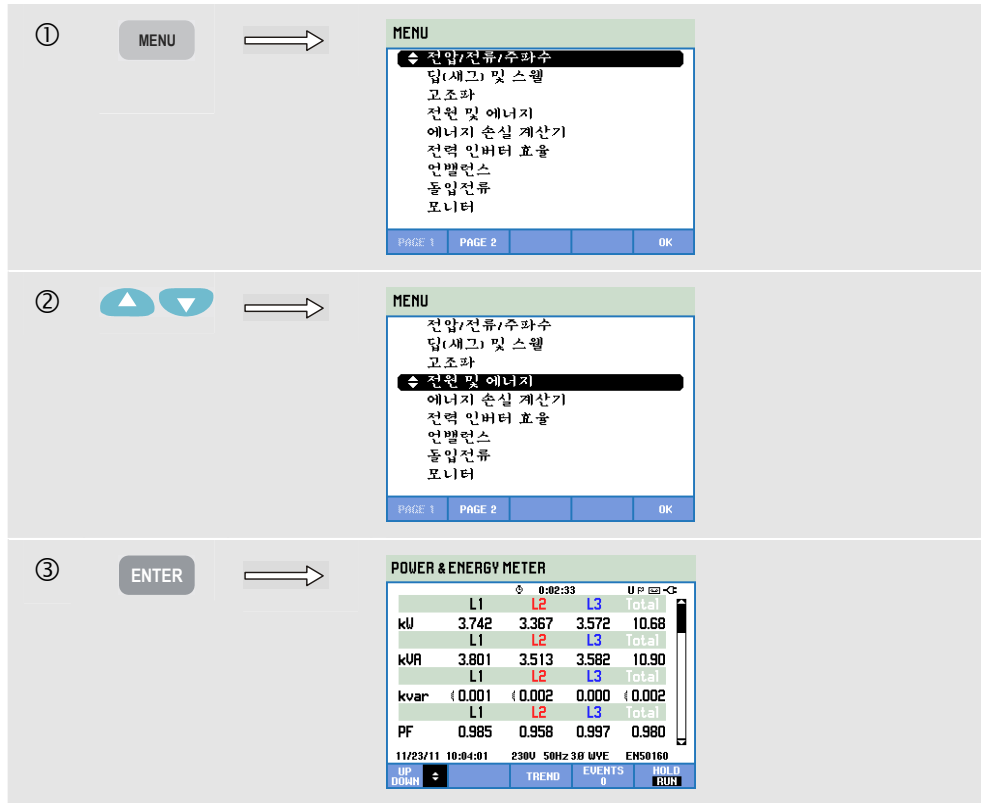 ①
MENU
MENU
전압/전류/주파수
딥(새그) 및 스웰
고조파
전원 및 에너지
에너지 손실 계산기
전력 인버터 효율
언밸런스
돌입전류
모니터
PAGE 1 PAGE 2 OK
②
MENU
전압/전류/주파수
딥(새그) 및 스웰
고조파
전원 및 에너지
에너지 손실 계산기
전력 인버터 효율
언밸런스
돌입전류
모니터
PAGE 1 PAGE 2 OK
③
ENTER
POWER & ENERGY METER
0:02:33 U
L1 L2 L3 Total
kW 3.742 3.367 3.572 10.68
L1 L2 L3 Total
kVA 3.801 3.513 3.582 10.90
L1 L2 L3 Total
kvar ( 0.001 ( 0.002 0.000 ( 0.002
L1 L2 L3 Total
PF 0.985 0.958 0.997 0.980
11/23/11 10:04:01 230V 50Hz 3Ø WYE EN50160
UP DOWN TREND EVENTS 0 HOLD RUN